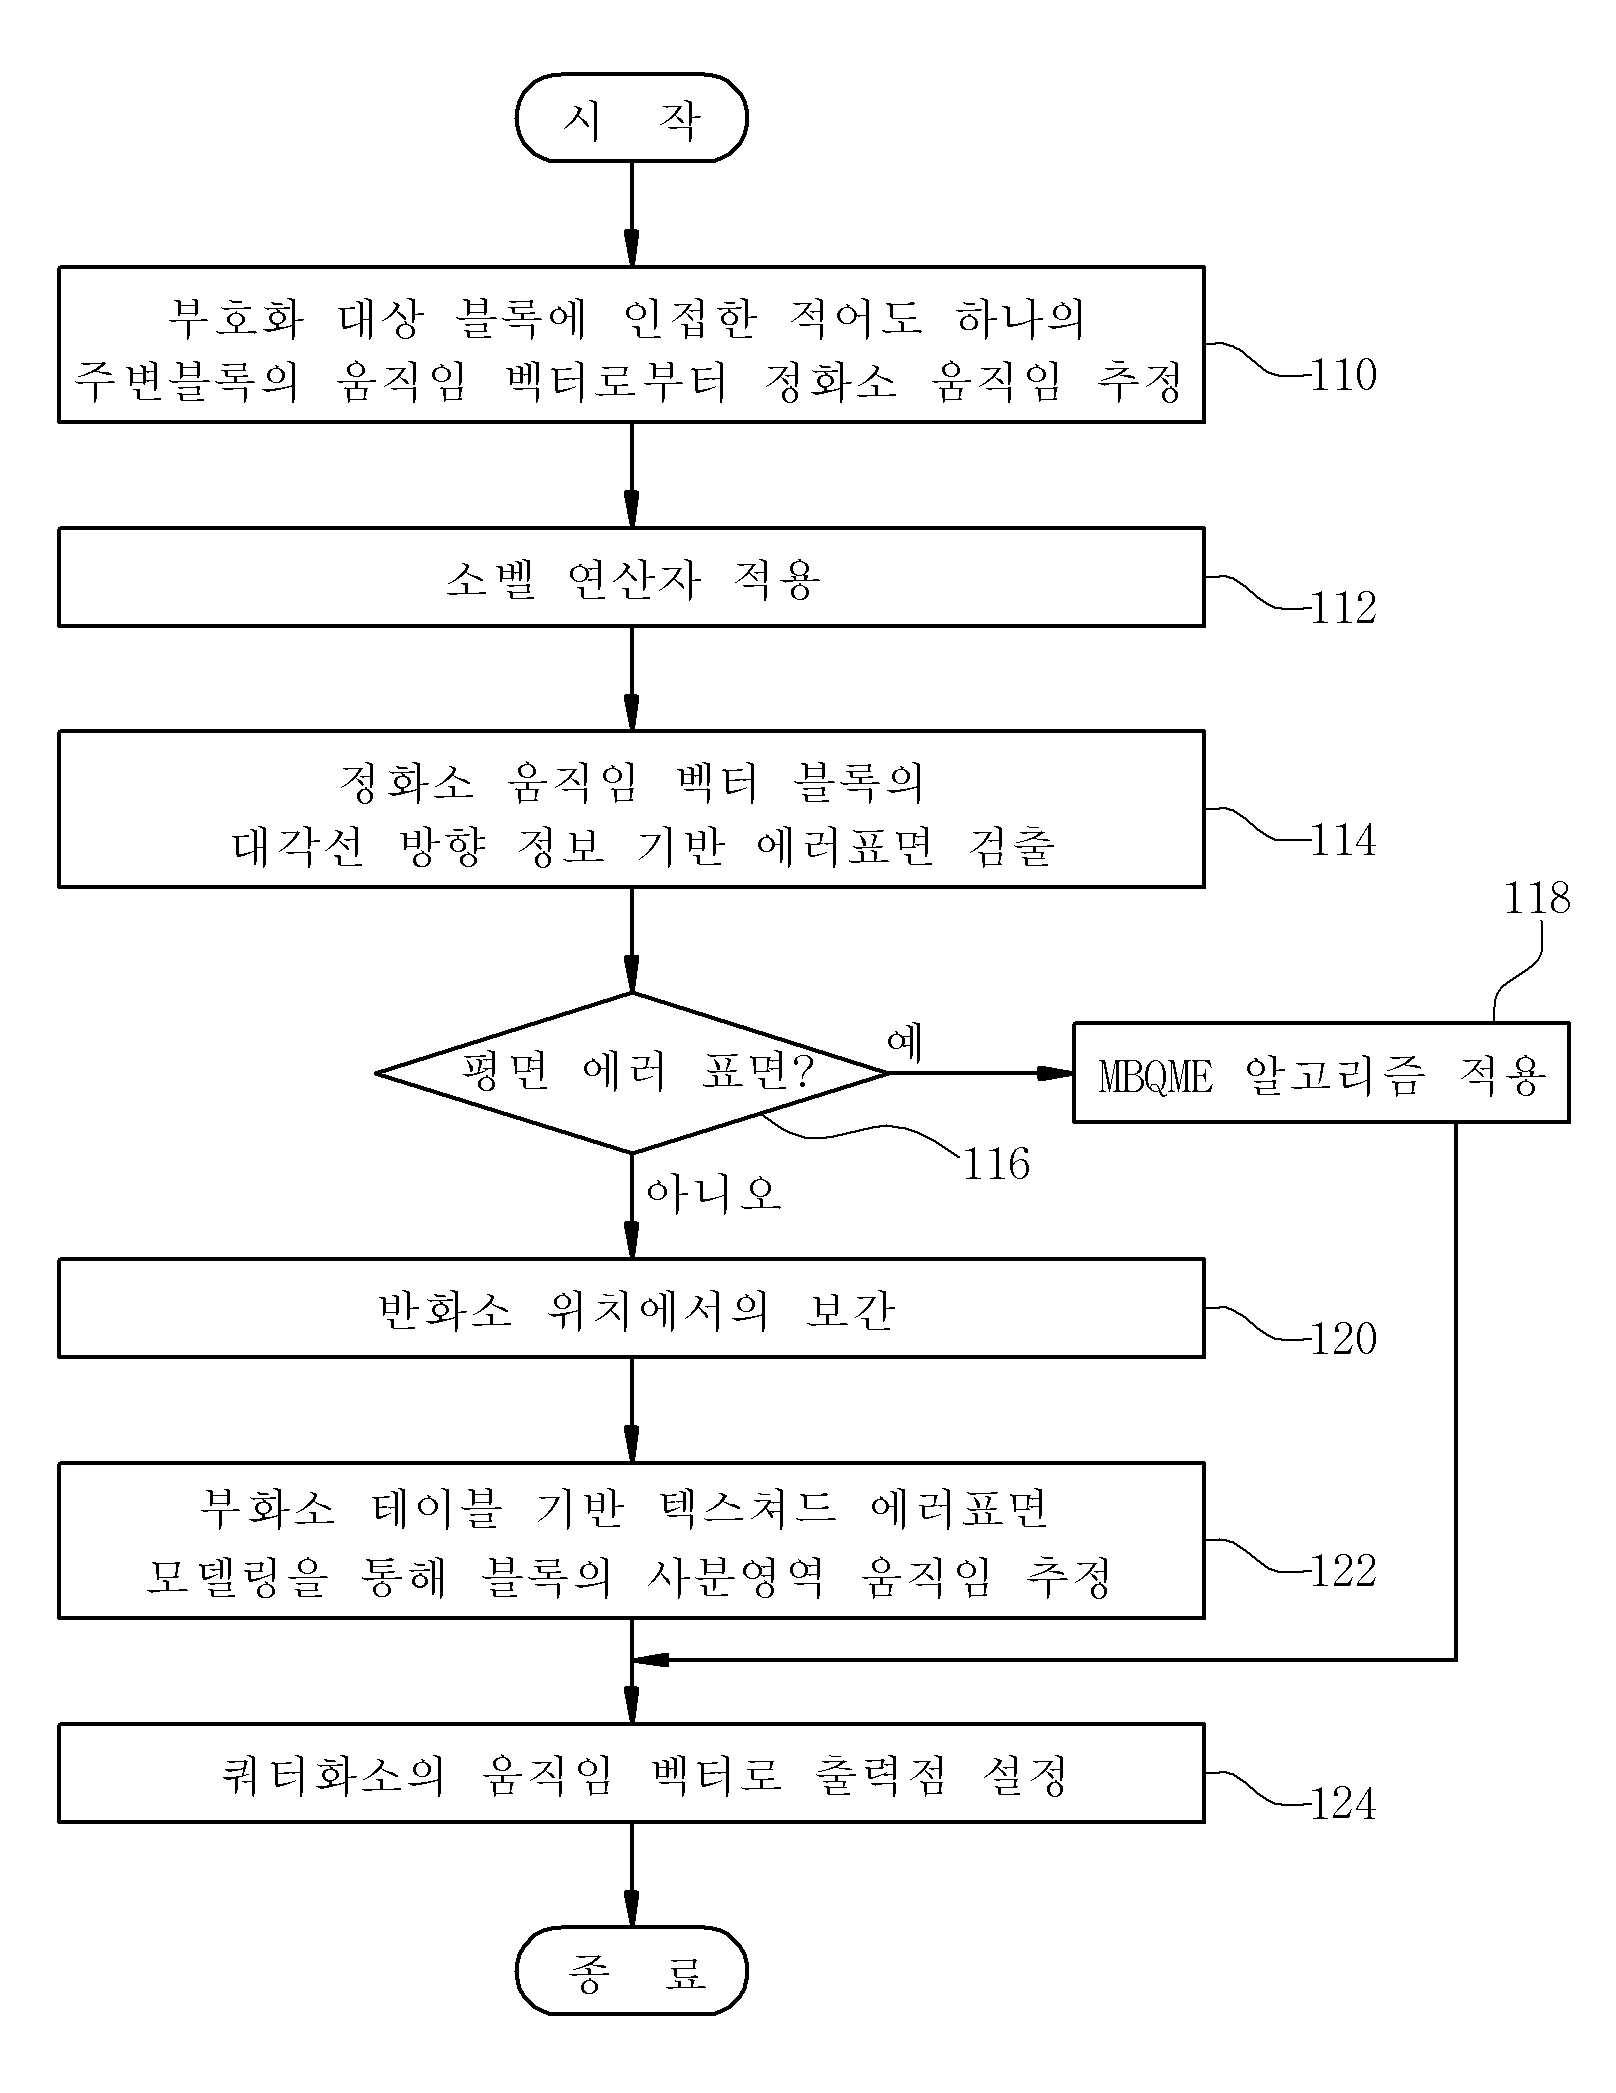 시 작
부호화 대상 블록에 인접한 적어도 하나의
주변블록의 움직임 벡터로부터 정화소 움직임 추정
110
소벨 연산자 적용
112
정화소 움직임 벡터 블록의
대각선 방향 정보 기반 에러표면 검출
114
118
평면 에러 표면?
예
MBQME 알고리즘 적용
116
아니오
반화소 위치에서의 보간
120
부화소 테이블 기반 텍스쳐드 에러표면
모델링을 통해 블록의 사분영역 움직임 추정
122
쿼터화소의 움직임 벡터로 출력점 설정
124
종 료